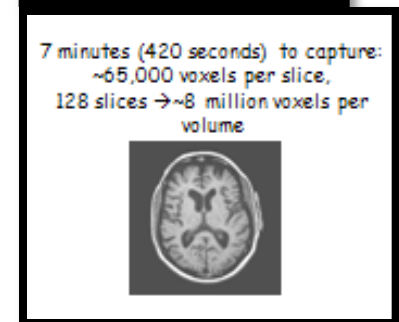 7 minutes (420 seconds) to capture:
~65,000 voxels per slice,
128 slices →~8 million voxels per
volume